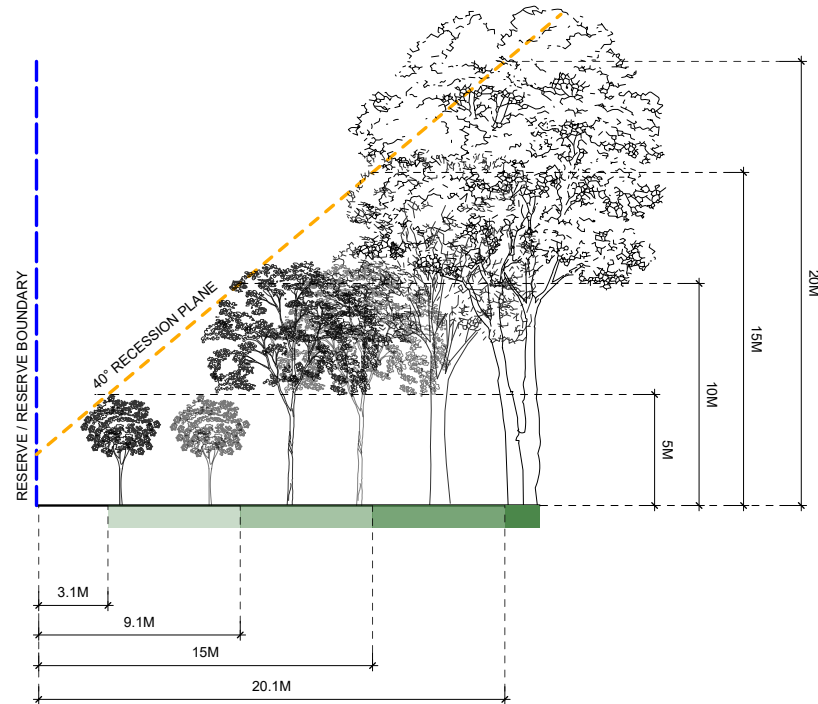 RESERVE / RESERVE BOUNDARY
40° RECESSION PLANE
5M
10M
15M
20M
3.1M
9.1M
15M
20.1M